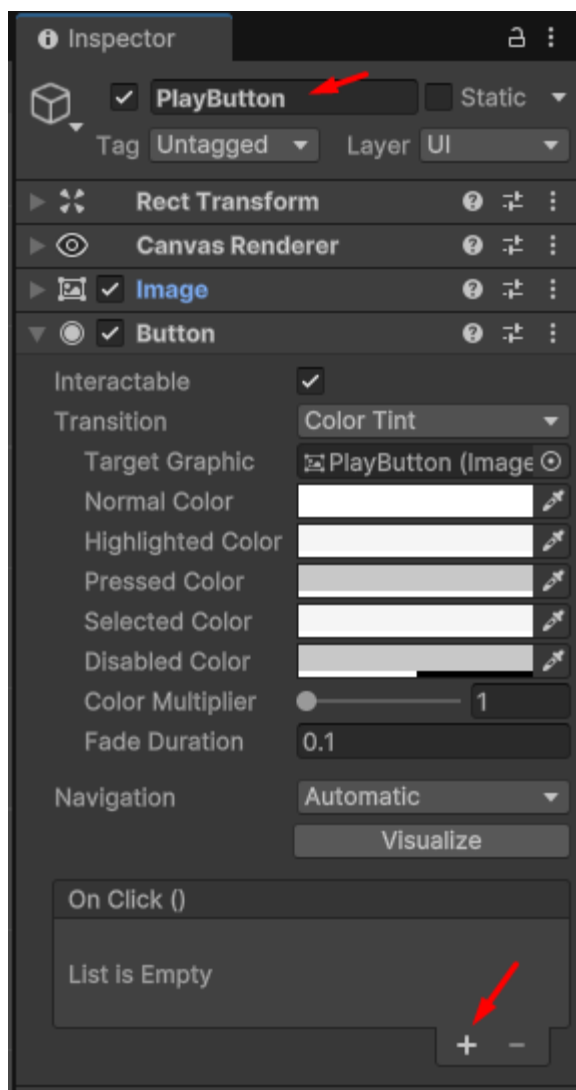 Inspector
PlayButton Static
Tag Untagged Layer UI
Rect Transform
Canvas Renderer
Image
Button
Interactable
Transition Color Tint
Target Graphic PlayButton (Image
Normal Color
Highlighted Color
Pressed Color
Selected Color
Disabled Color
Color Multiplier 1
Fade Duration 0.1
Navigation Automatic
Visualize
On Click ()
List is Empty
+ −